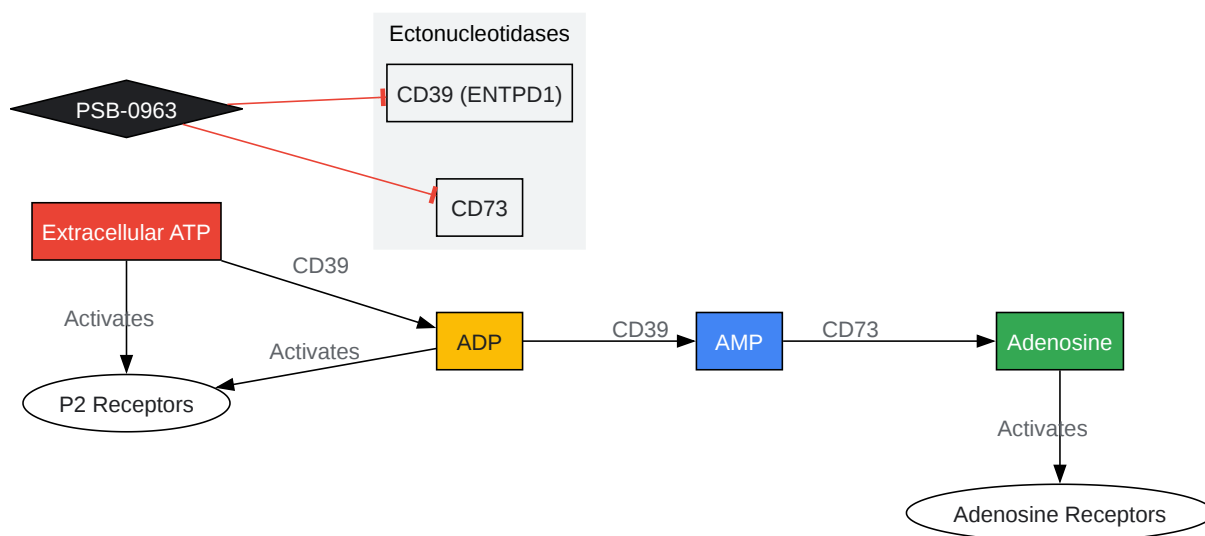 Ectonucleotidases
CD39 (ENTPD1)
PSB-0963
CD73
Extracellular ATP
CD39
Activates
ADP
CD39
AMP
CD73
Adenosine
Activates
P2 Receptors
Activates
Adenosine Receptors